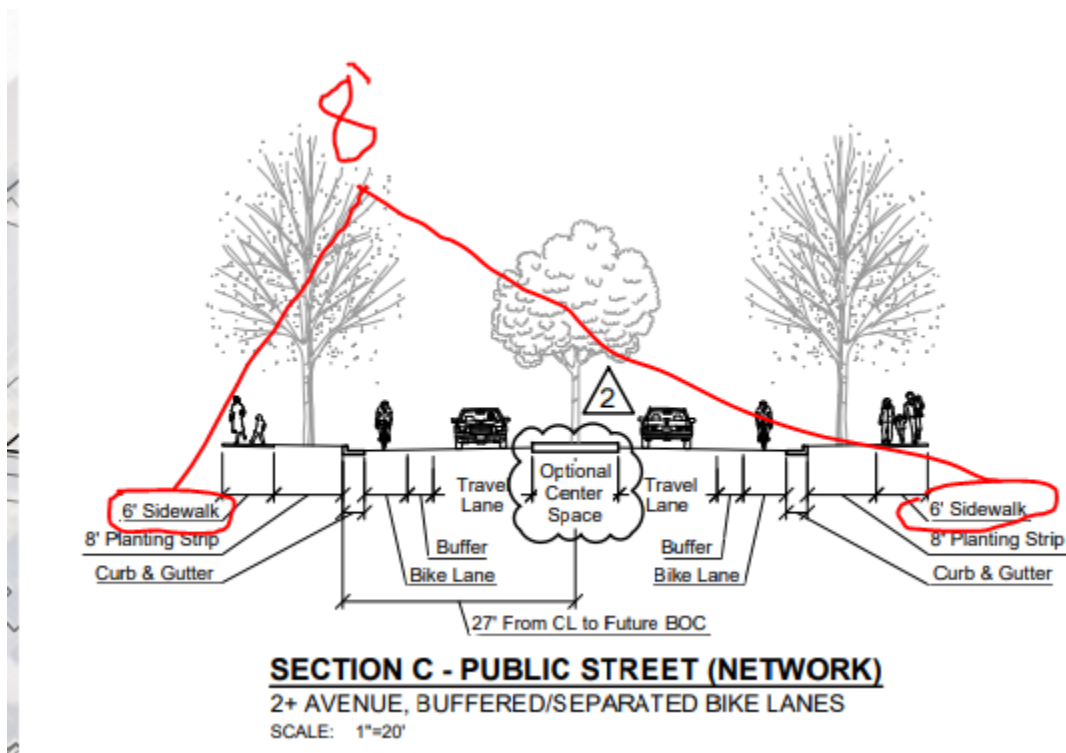 8'
2
Travel
Lane
Optional
Center
Space
Travel
Lane
6' Sidewalk
6' Sidewalk
8' Planting Strip
Buffer
Buffer
8' Planting Strip
Curb & Gutter
Bike Lane
Bike Lane
Curb & Gutter
27' From CL to Future BOC
SECTION C - PUBLIC STREET (NETWORK)
2+ AVENUE, BUFFERED/SEPARATED BIKE LANES
SCALE: 1"=20'